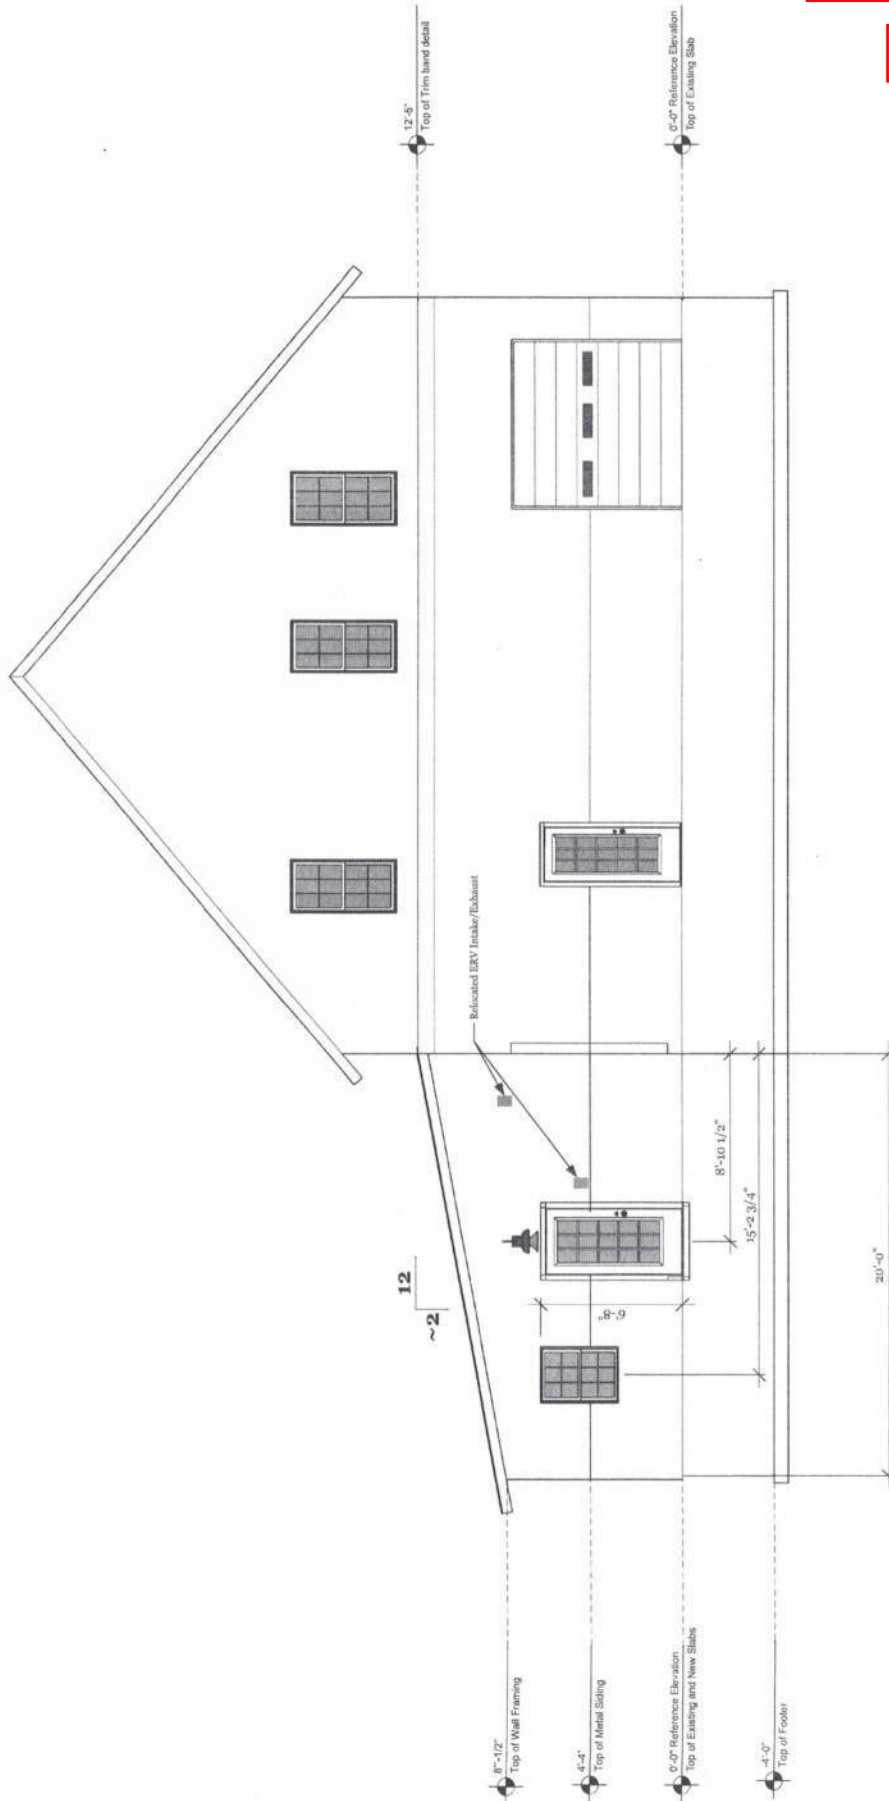 12'-5"
Top of Trim band detail
0'-0" Reference Elevation
Top of Existing Slab
Relocated ERV Intake/Exhaust
12
~2
6'-8"
8'-10 1/2"
15'-2 3/4"
20'-0"
8"-1/2"
Top of Wall Framing
4'-4"
Top of Metal Siding
0'-0" Reference Elevation
Top of Existing and New Slabs
-4'-0"
Top of Footer